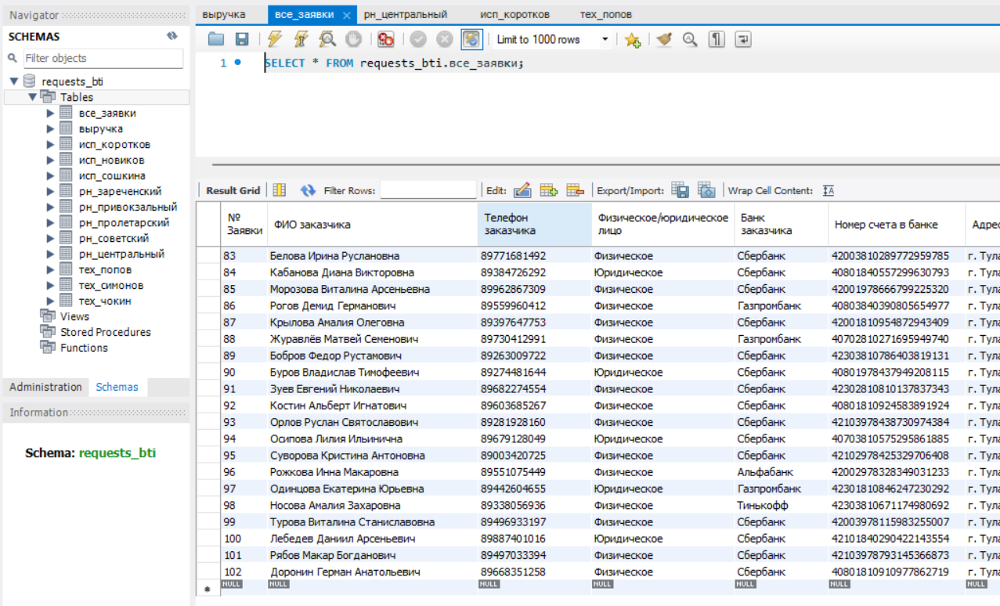 Navigator
SCHEMAS
Filter objects
requests_bti
Tables
все_заявки
выручка
исп_коротков
исп_новиков
исп_сошкина
рн_зареченский
рн_привокзальный
рн_пролетарский
рн_советский
рн_центральный
тех_попов
тех_симонов
тех_чокин
Views
Stored Procedures
Functions
Administration Schemas
Information
Schema: requests_bti
выручка все_заявки рн_центральный исп_коротков тех_попов
Limit to 1000 rows
1 SELECT * FROM requests_bti.все_заявки;
Result Grid Filter Rows: Edit: Export/Import: Wrap Cell Content:
№ Заявки ФИО заказчика Телефон заказчика Физическое/юридическое лицо Банк заказчика Номер счета в банке Адрес
83 Белова Ирина Руслановна 89771681492 Физическое Сбербанк 42003810289772959785 г. Тула
84 Кабанова Диана Викторовна 89384726292 Юридическое Сбербанк 40801840557299630793 г. Тула
85 Морозова Виталина Арсеньевна 89962867309 Физическое Сбербанк 42001978666799225320 г. Тула
86 Рогов Демид Германович 89559960412 Физическое Газпромбанк 40803840390805654977 г. Тула
87 Крылова Амалия Олеговна 89397647753 Физическое Сбербанк 42001810954872943409 г. Тула
88 Журавлёв Матвей Семенович 89730412991 Физическое Газпромбанк 40702810271695949740 г. Тула
89 Бобров Федор Рустамович 89263009722 Физическое Сбербанк 42303810786403819131 г. Тула
90 Буров Владислав Тимофеевич 89274481644 Юридическое Сбербанк 40801978437949208115 г. Тула
91 Зуев Евгений Николаевич 89682274554 Физическое Сбербанк 42302810810137837343 г. Тула
92 Костин Альберт Игнатович 89603685267 Физическое Сбербанк 40801810924583891924 г. Тула
93 Орлов Руслан Святославович 89281928160 Физическое Сбербанк 42103978438730974384 г. Тула
94 Осипова Лилия Ильинична 89679128049 Юридическое Сбербанк 40703810575295861885 г. Тула
95 Суворова Кристина Антоновна 89003420725 Физическое Сбербанк 42102978425329706408 г. Тула
96 Рожкова Инна Макаровна 89551075449 Физическое Альфабанк 42002978328349031233 г. Тула
97 Одинцова Екатерина Юрьевна 89442604655 Юридическое Газпромбанк 42301810846247230292 г. Тула
98 Носова Амалия Захаровна 89338056936 Физическое Тинькофф 42303810671174980692 г. Тула
99 Турова Виталина Станиславовна 89496933197 Физическое Сбербанк 42003978115983255007 г. Тула
100 Лебедев Даниил Арсеньевич 89887401016 Юридическое Сбербанк 42101840290422143554 г. Тула
101 Рябов Макар Богданович 89497033394 Физическое Сбербанк 42103978793145366873 г. Тула
102 Доронин Герман Анатольевич 89668351258 Физическое Сбербанк 40801810910977862719 г. Тула
NULL NULL NULL NULL NULL NULL NULL